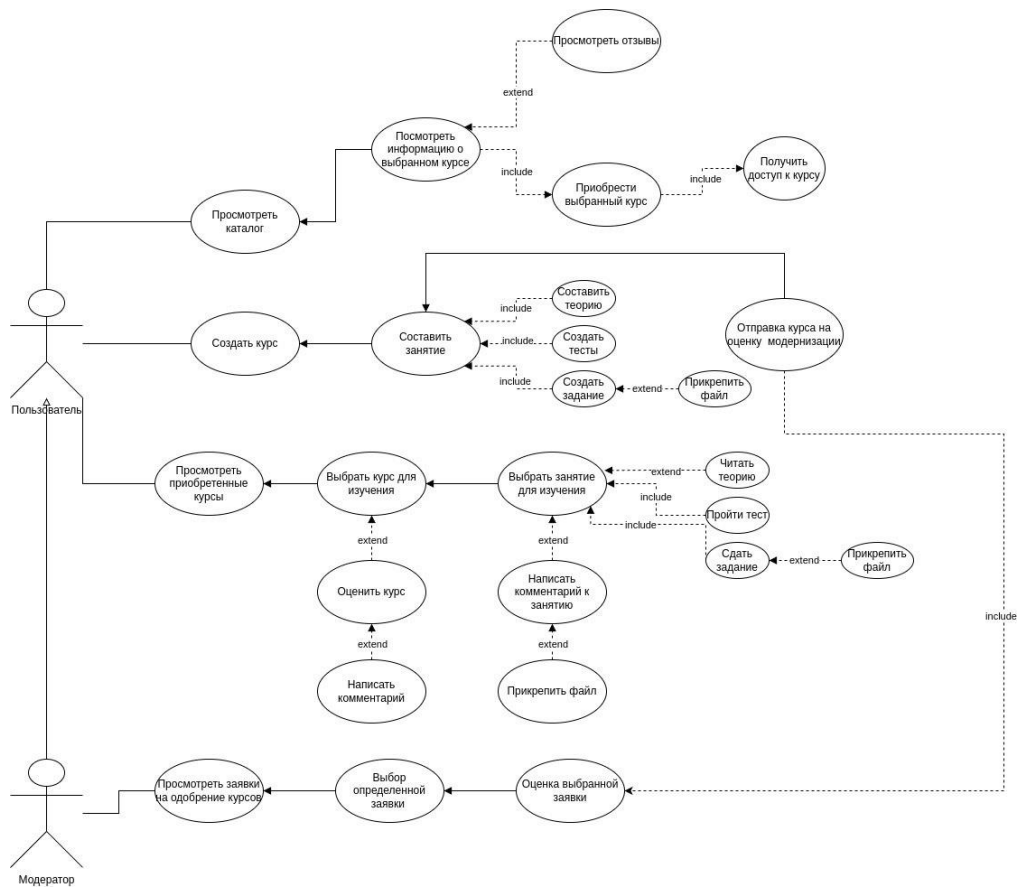 Просмотреть отзывы
extend
Посмотреть
информацию о
выбранном курсе
include
Приобрести
выбранный курс
include
Получить
доступ к курсу
Просмотреть
каталог
Создать курс
Составить
занятие
include
Составить
теорию
include
Создать
тесты
include
Создать
задание
extend
Прикрепить
файл
Отправка курса на
оценку модернизации
Пользователь
Просмотреть
приобретенные
курсы
Выбрать курс для
изучения
Выбрать занятие
для изучения
extend
Читать
теорию
include
Пройти тест
include
Сдать
задание
extend
Прикрепить
файл
extend
extend
Оценить курс
Написать
комментарий к
занятию
include
extend
extend
Написать
комментарий
Прикрепить файл
Просмотреть заявки
на одобрение курсов
Выбор
определенной
заявки
Оценка выбранной
заявки
Модератор